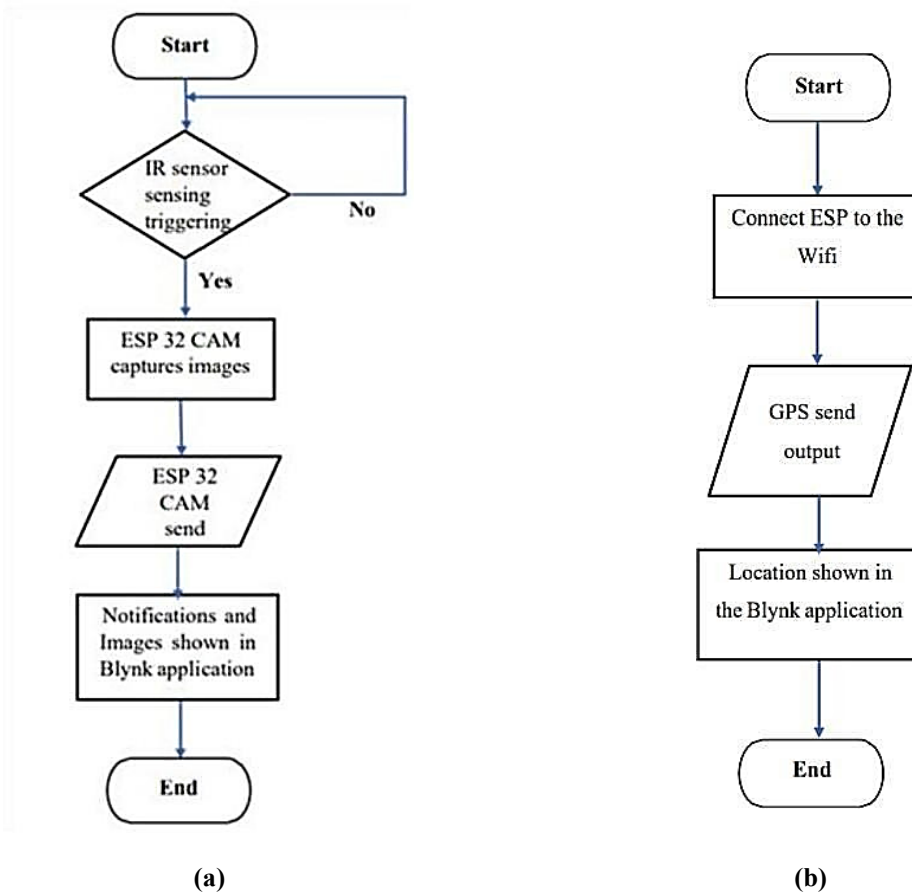 Start
IR sensor
sensing
triggering
No
Yes
ESP 32 CAM
captures images
ESP 32
CAM
send
Notifications and
Images shown in
Blynk application
End
(a)
Start
Connect ESP to the
Wifi
GPS send
output
Location shown in
the Blynk application
End
(b)